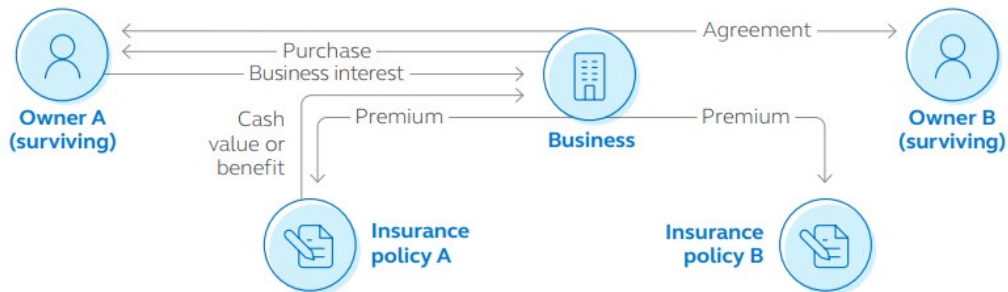 Agreement
Purchase
Business interest
Owner A
(surviving)
Cash
value or
benefit
Premium
Business
Premium
Owner B
(surviving)
Insurance
policy A
Insurance
policy B